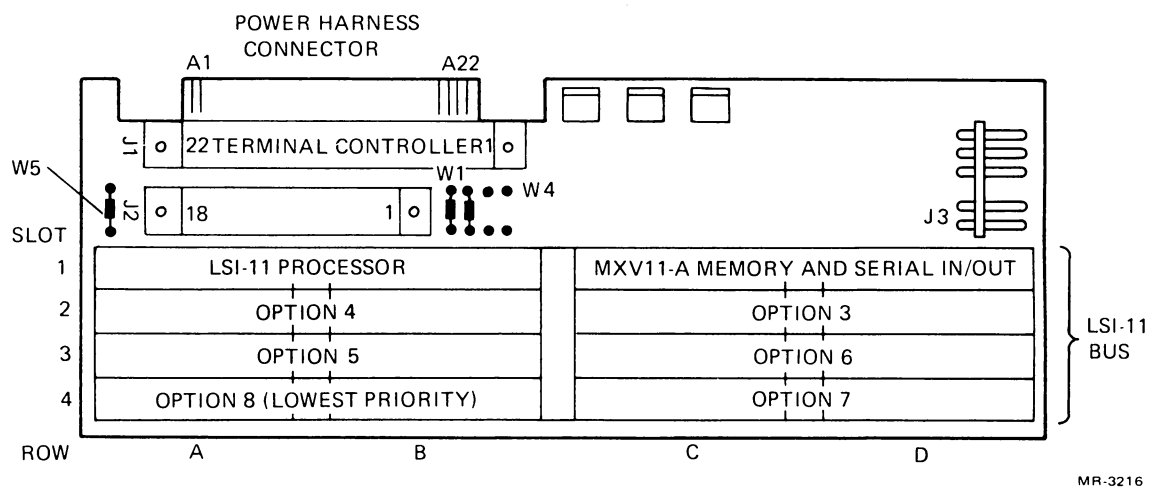 POWER HARNESS
CONNECTOR
A1 A22
J1 22 TERMINAL CONTROLLER 1
W5 W1 W4
J2 18 1 J3
SLOT
1 LSI-11 PROCESSOR MXV11-A MEMORY AND SERIAL IN/OUT
2 OPTION 4 OPTION 3
LSI-11
BUS
3 OPTION 5 OPTION 6
4 OPTION 8 (LOWEST PRIORITY) OPTION 7
ROW A B C D
MR-3216